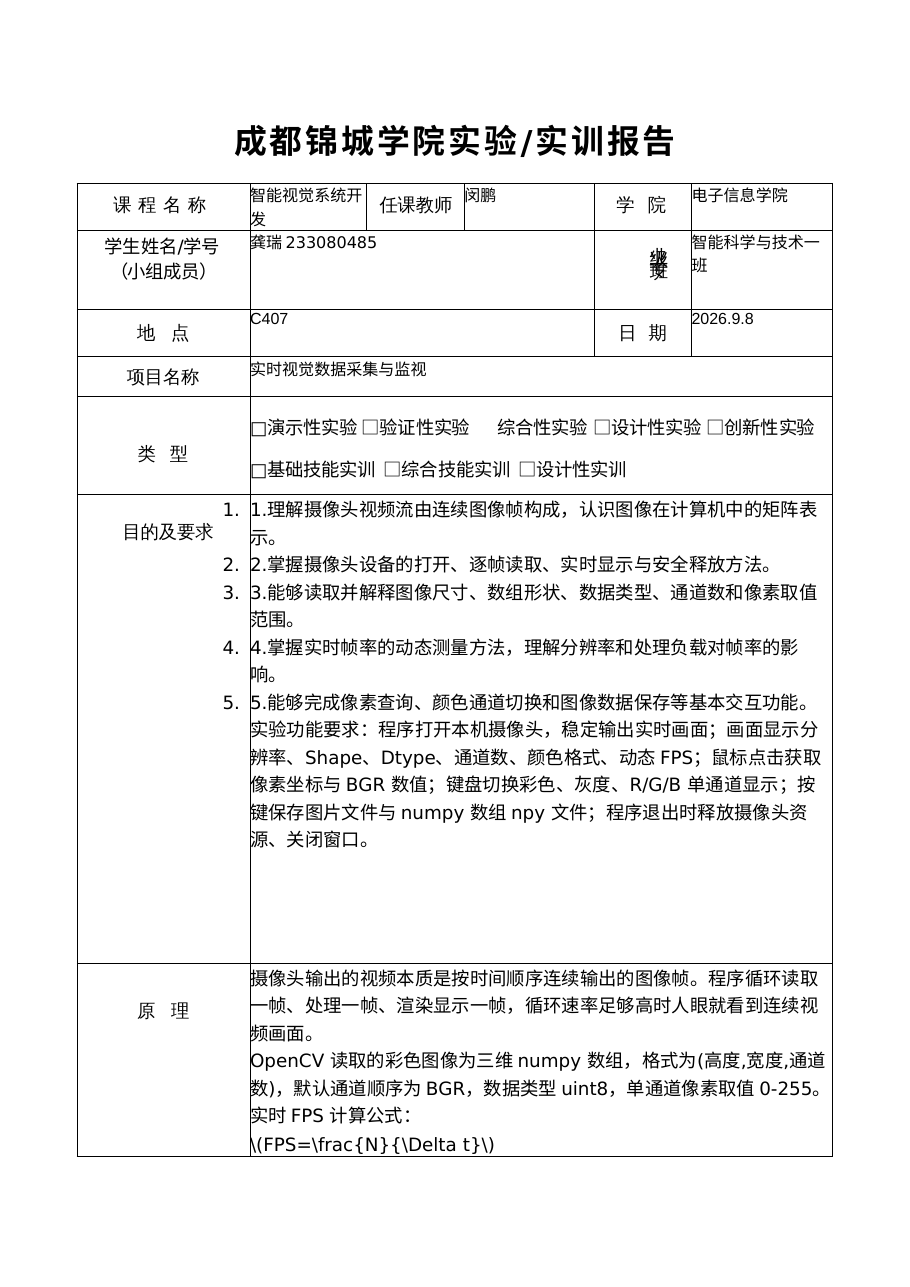 成都锦城学院实验/实训报告
课 程 名 称 智能视觉系统开发 任课教师 闵鹏 学 院 电子信息学院
学生姓名/学号（小组成员） 龚瑞 233080485 智能科学与技术一班
地 点 C407 日 期 2026.9.8
项目名称 实时视觉数据采集与监视
类 型
□演示性实验 □验证性实验 综合性实验 □设计性实验 □创新性实验
□基础技能实训 □综合技能实训 □设计性实训
目的及要求
1. 1.理解摄像头视频流由连续图像帧构成，认识图像在计算机中的矩阵表
示。
2. 2.掌握摄像头设备的打开、逐帧读取、实时显示与安全释放方法。
3. 3.能够读取并解释图像尺寸、数组形状、数据类型、通道数和像素取值
范围。
4. 4.掌握实时帧率的动态测量方法，理解分辨率和处理负载对帧率的影
响。
5. 5.能够完成像素查询、颜色通道切换和图像数据保存等基本交互功能。
实验功能要求：程序打开本机摄像头，稳定输出实时画面；画面显示分
辨率、Shape、Dtype、通道数、颜色格式、动态 FPS；鼠标点击获取
像素坐标与 BGR 数值；键盘切换彩色、灰度、R/G/B 单通道显示；按
键保存图片文件与 numpy 数组 npy 文件；程序退出时释放摄像头资
源、关闭窗口。
原 理
摄像头输出的视频本质是按时间顺序连续输出的图像帧。程序循环读取
一帧、处理一帧、渲染显示一帧，循环速率足够高时人眼就看到连续视
频画面。
OpenCV 读取的彩色图像为三维 numpy 数组，格式为(高度,宽度,通道
数)，默认通道顺序为 BGR，数据类型 uint8，单通道像素取值 0-255。
实时 FPS 计算公式：
\(FPS=\frac{N}{\Delta t}\)